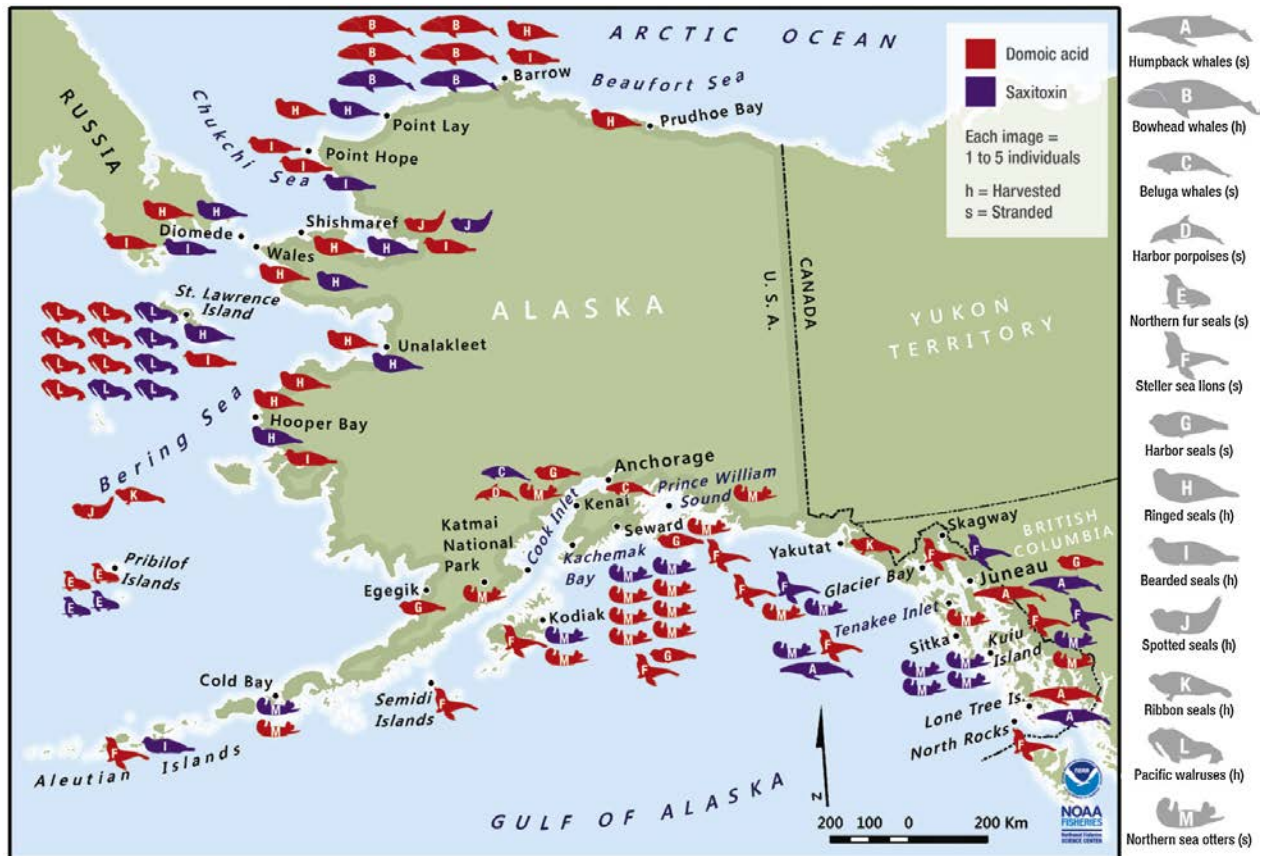 ARCTIC OCEAN
Beaufort Sea
Barrow
Prudhoe Bay
Chukchi Sea
RUSSIA
Point Lay
Point Hope
Shishmaref
Diomede
Wales
St. Lawrence
Island
ALASKA
U.S.A.
CANADA
YUKON
TERRITORY
Unalakleet
Hooper Bay
Bering Sea
Pribilof
Islands
Anchorage
Prince William
Sound
Kenai
Cook Inlet
Seward
Katmai
National
Park
Kachemak
Bay
Egegik
Kodiak
Cold Bay
Semidi
Islands
Aleutian Islands
Yakutat
Skagway
BRITISH
COLUMBIA
Glacier Bay
Juneau
Tenakee Inlet
Sitka
Kuiu
Island
Lone Tree Is.
North Rocks
GULF OF ALASKA
N
200 100 0 200 Km
NOAA
FISHERIES
Northwest Fisheries
SCIENCE CENTER
Domoic acid
Saxitoxin
Each image =
1 to 5 individuals
h = Harvested
s = Stranded
A
Humpback whales (s)
B
Bowhead whales (h)
C
Beluga whales (s)
D
Harbor porpoises (s)
E
Northern fur seals (s)
F
Steller sea lions (s)
G
Harbor seals (s)
H
Ringed seals (h)
I
Bearded seals (h)
J
Spotted seals (h)
K
Ribbon seals (h)
L
Pacific walruses (h)
M
Northern sea otters (s)